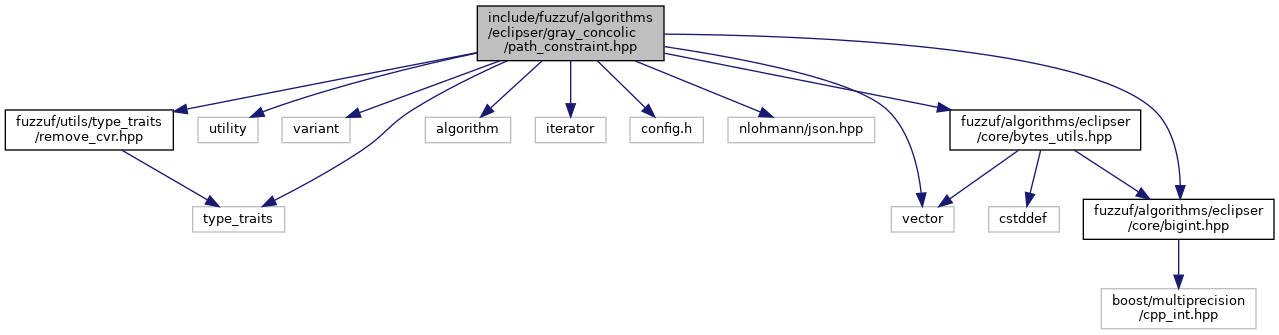 include/fuzzuf/algorithms
/eclipser/gray_concolic
/path_constraint.hpp
fuzzuf/utils/type_traits
/remove_cvr.hpp
utility
variant
algorithm
iterator
config.h
nlohmann/json.hpp
fuzzuf/algorithms/eclipser
/core/bytes_utils.hpp
type_traits
vector
cstddef
fuzzuf/algorithms/eclipser
/core/bigint.hpp
boost/multiprecision
/cpp_int.hpp